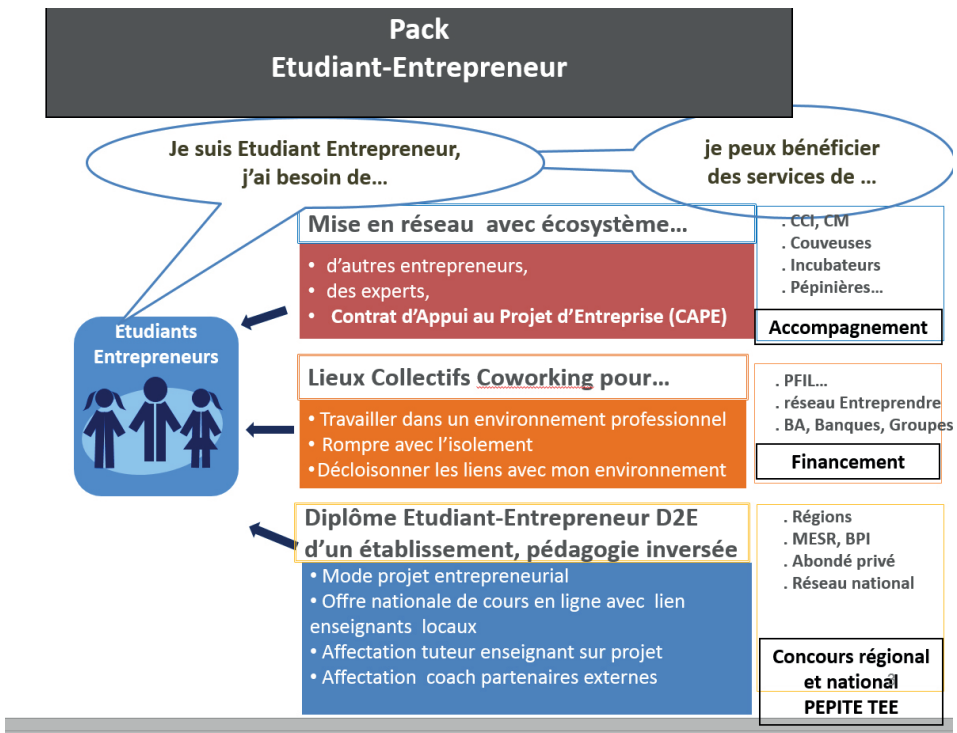 Pack
Etudiant-Entrepreneur
Je suis Etudiant Entrepreneur,
j'ai besoin de…
je peux bénéficier
des services de …
Mise en réseau avec écosystème…
• d'autres entrepreneurs,
• des experts,
• Contrat d'Appui au Projet d'Entreprise (CAPE)
. CCI, CM
. Couveuses
. Incubateurs
. Pépinières…
Accompagnement
Etudiants
Entrepreneurs
Lieux Collectifs Coworking pour…
• Travailler dans un environnement professionnel
• Rompre avec l'isolement
• Décloisonner les liens avec mon environnement
. PFIL…
. réseau Entreprendre
. BA, Banques, Groupes
Financement
Diplôme Etudiant-Entrepreneur D2E
d'un établissement, pédagogie inversée
• Mode projet entrepreneurial
• Offre nationale de cours en ligne avec lien
enseignants locaux
• Affectation tuteur enseignant sur projet
• Affectation coach partenaires externes
. Régions
. MESR, BPI
. Abondé privé
. Réseau national
Concours régional
et national
PEPITE TEE